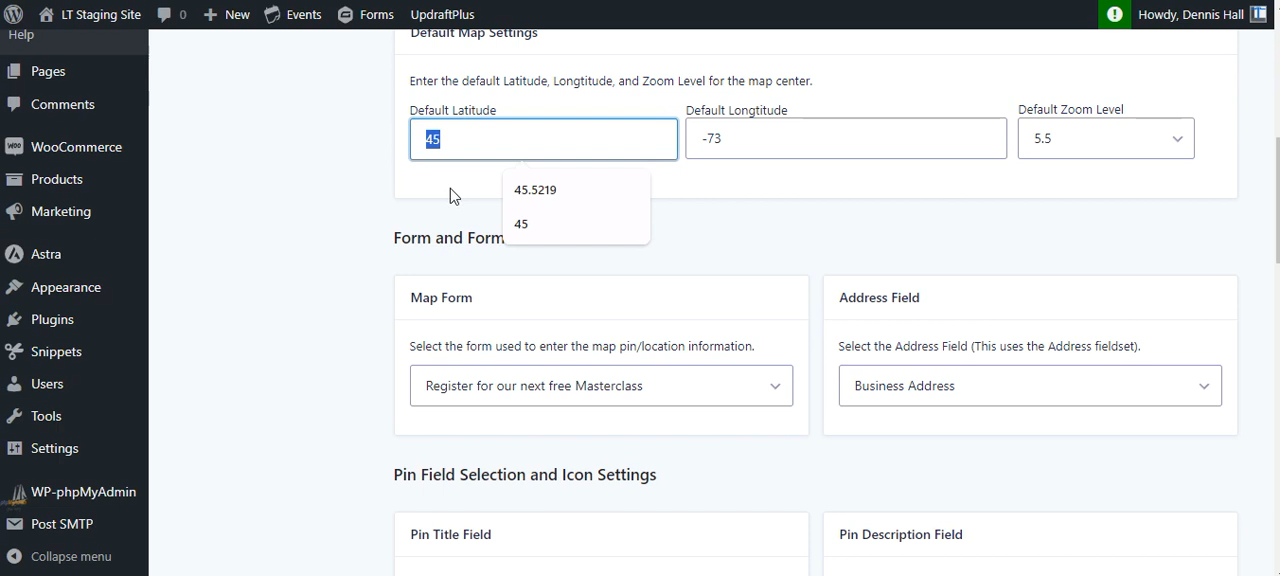 LT Staging Site 0 New Events Forms UpdraftPlus Howdy, Dennis Hall
Help
Pages
Comments
WooCommerce
Products
Marketing
Astra
Appearance
Plugins
Snippets
Users
Tools
Settings
WP-phpMyAdmin
Post SMTP
Collapse menu
Default Map Settings
Enter the default Latitude, Longtitude, and Zoom Level for the map center.
Default Latitude Default Longtitude Default Zoom Level
45 -73 5.5
45.5219
45
Form and Form
Map Form Address Field
Select the form used to enter the map pin/location information. Select the Address Field (This uses the Address fieldset).
Register for our next free Masterclass Business Address
Pin Field Selection and Icon Settings
Pin Title Field Pin Description Field